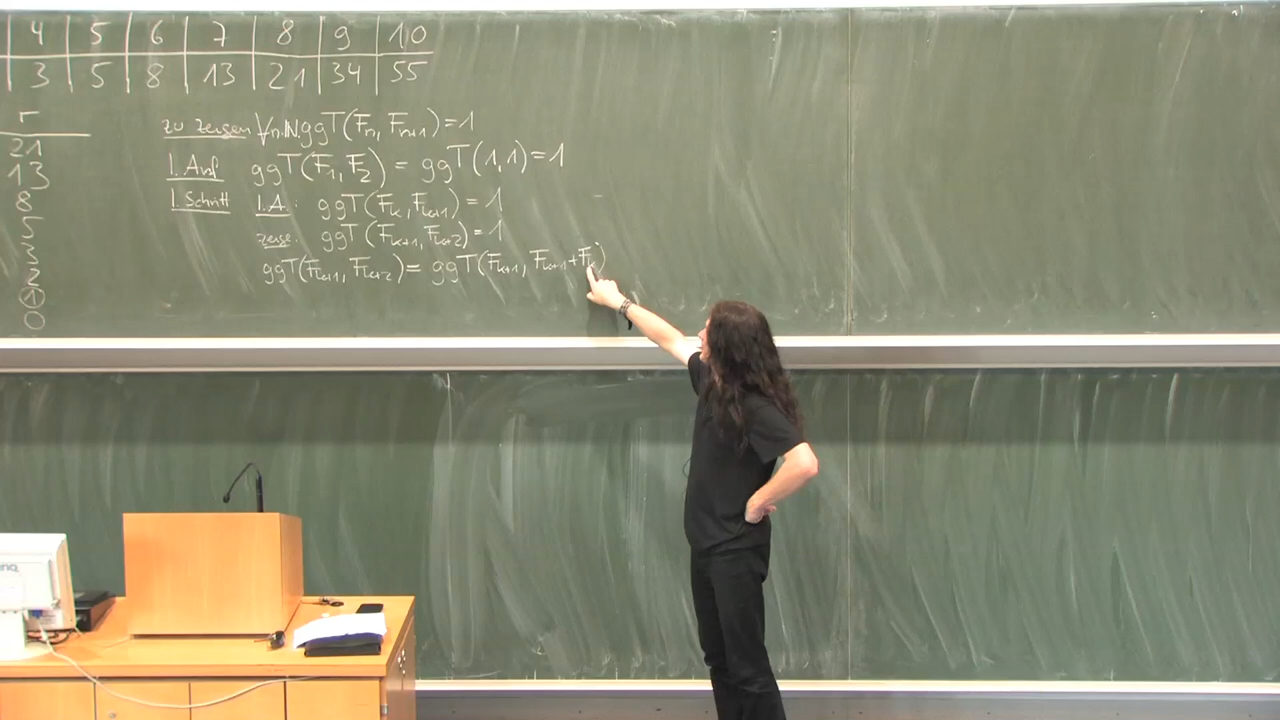 4 5 6 7 8 9 10
3 5 8 13 21 34 55
r
21
13
8
5
3
2
1
0
zu zeigen ∀n:ℕ. ggT(Fn, Fn+1) = 1
I. Anf ggT(F1, F2) = ggT(1,1) = 1
I. Schritt I.A.: ggT(Fk, Fk+1) = 1
zeige: ggT(Fk+1, Fk+2) = 1
ggT(Fk+1, Fk+2) = ggT(Fk+1, Fk+1+Fk)